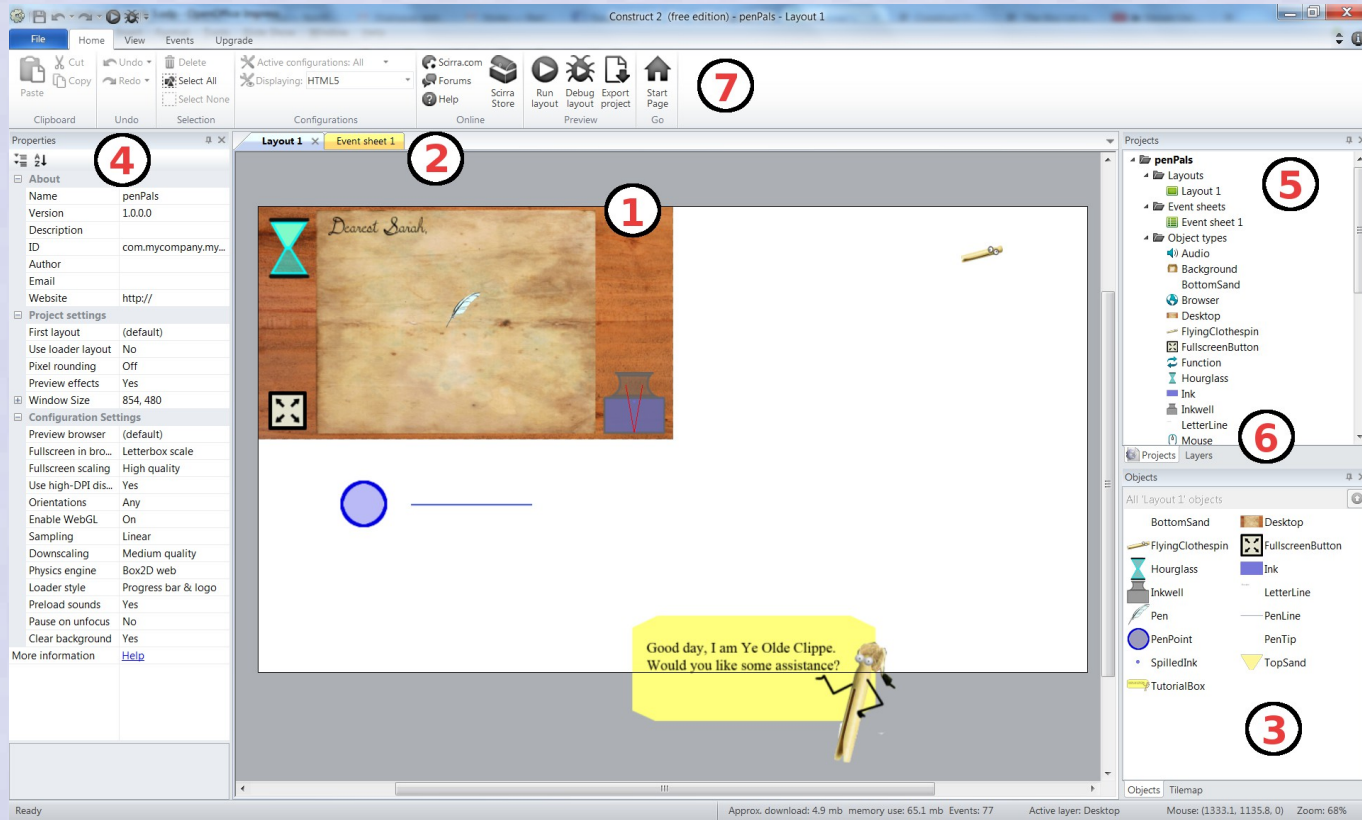 Construct 2 (free edition) - penPals - Layout 1
File Home View Events Upgrade
Paste
Cut
Copy
Clipboard
Undo
Redo
Undo
Delete
Select All
Select None
Selection
Active configurations: All
Displaying: HTML5
Configurations
Scirra.com
Forums
Help
Scirra Store
Online
Run layout
Debug layout
Export project
Preview
Start Page
Go
7
Properties
4
About
Name penPals
Version 1.0.0.0
Description
ID com.mycompany.my...
Author
Email
Website http://
Project settings
First layout (default)
Use loader layout No
Pixel rounding Off
Preview effects Yes
Window Size 854, 480
Configuration Settings
Preview browser (default)
Fullscreen in bro... Letterbox scale
Fullscreen scaling High quality
Use high-DPI dis... Yes
Orientations Any
Enable WebGL On
Sampling Linear
Downscaling Medium quality
Physics engine Box2D web
Loader style Progress bar & logo
Preload sounds Yes
Pause on unfocus No
Clear background Yes
More information Help
Layout 1 Event sheet 1
2
1
Dearest Sarah,
Good day, I am Ye Olde Clippe.
Would you like some assistance?
Projects
5
penPals
Layouts
Layout 1
Event sheets
Event sheet 1
Object types
Audio
Background
BottomSand
Browser
Desktop
FlyingClothespin
FullscreenButton
Function
Hourglass
Ink
Inkwell
LetterLine
Mouse
6
Projects Layers
Objects
All 'Layout 1' objects
BottomSand Desktop
FlyingClothespin FullscreenButton
Hourglass Ink
Inkwell LetterLine
Pen PenLine
PenPoint PenTip
SpilledInk TopSand
TutorialBox
3
Objects Tilemap
Ready
Approx. download: 4.9 mb memory use: 65.1 mb Events: 77 Active layer: Desktop Mouse: (1333.1, 1135.8, 0) Zoom: 68%